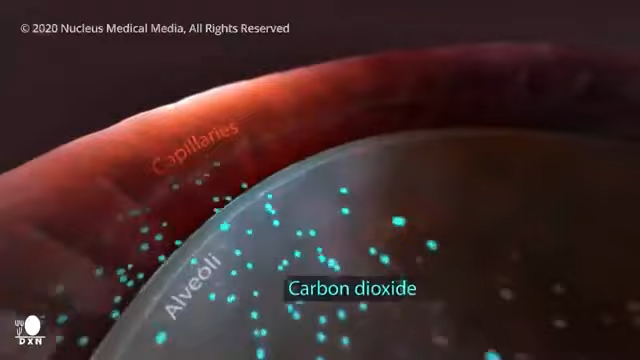 © 2020 Nucleus Medical Media, All Rights Reserved
Capillaries
Alveoli
Carbon dioxide
DXN